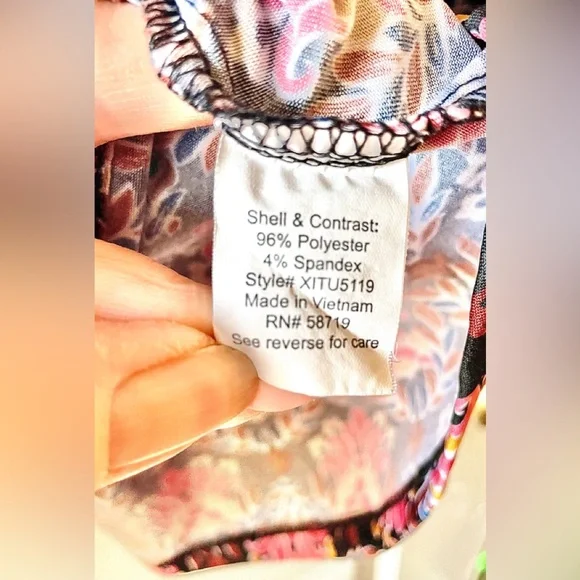 Shell & Contrast:
96% Polyester
4% Spandex
Style# XITU5119
Made in Vietnam
RN# 58719
See reverse for care